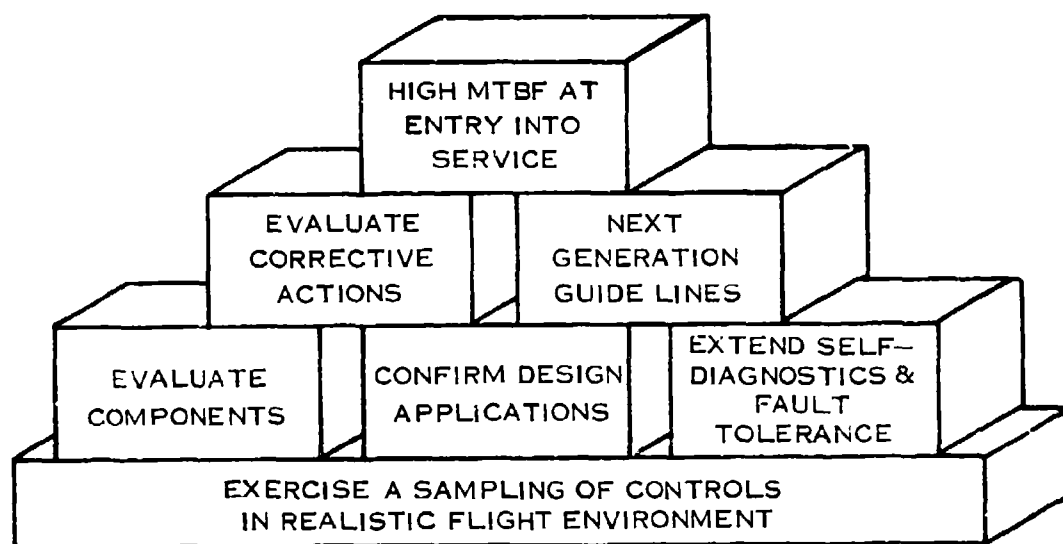 HIGH MTBF AT
ENTRY INTO
SERVICE
EVALUATE
CORRECTIVE
ACTIONS
NEXT
GENERATION
GUIDE LINES
EVALUATE
COMPONENTS
CONFIRM DESIGN
APPLICATIONS
EXTEND SELF–
DIAGNOSTICS &
FAULT
TOLERANCE
EXERCISE A SAMPLING OF CONTROLS
IN REALISTIC FLIGHT ENVIRONMENT